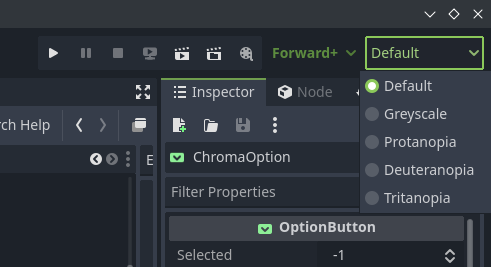 Forward+
Default
Default
Greyscale
Protanopia
Deuteranopia
Tritanopia
Inspector
Node
rch Help
ChromaOption
Filter Properties
E
OptionButton
Selected
-1